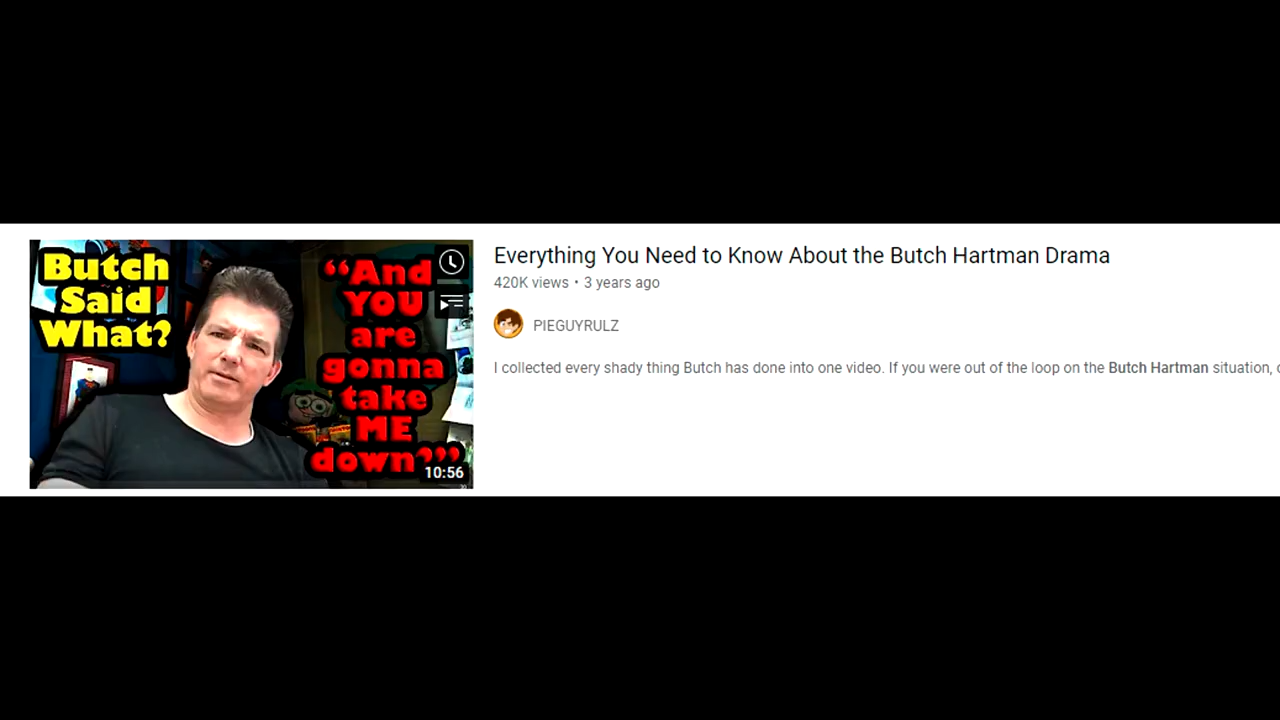 Butch
Said
What?
“And
YOU
are
gonna
take
ME
down?”
10:56
Everything You Need to Know About the Butch Hartman Drama
420K views • 3 years ago
PIEGUYRULZ
I collected every shady thing Butch has done into one video. If you were out of the loop on the Butch Hartman situation,